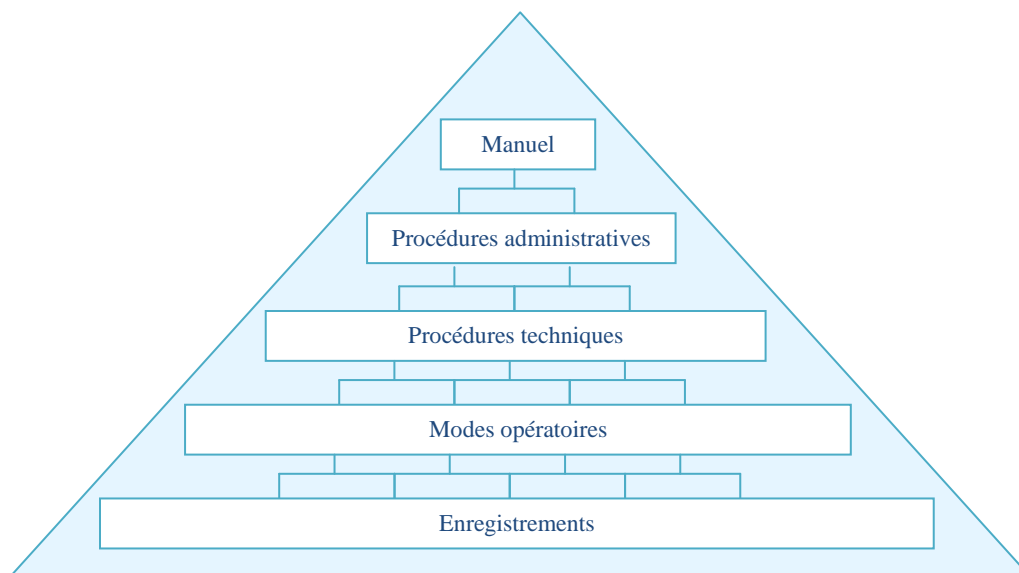 Manuel
Procédures administratives
Procédures techniques
Modes opératoires
Enregistrements